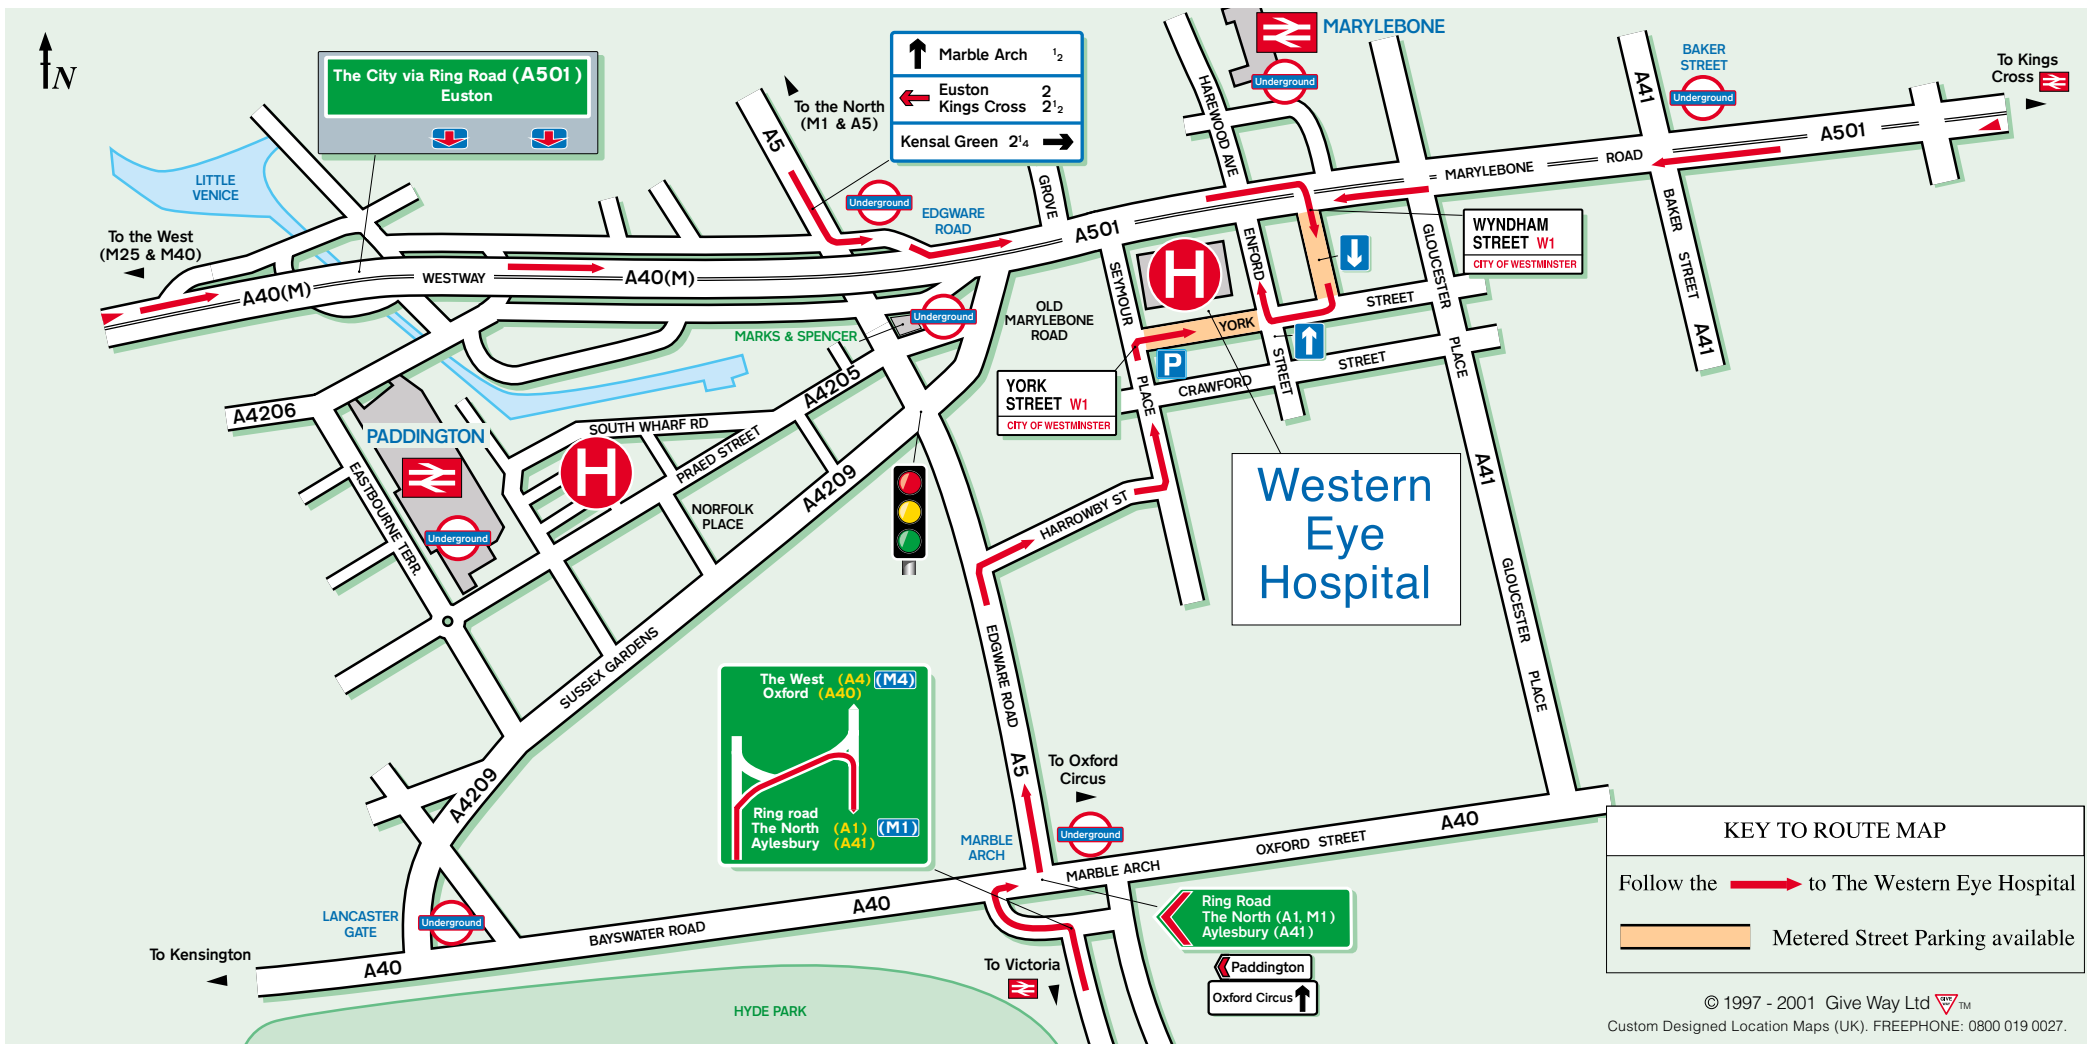 N
The City via Ring Road (A501)
Euston
Marble Arch ½
Euston 2
Kings Cross 2½
Kensal Green 2¼
To the North
(M1 & A5)
MARYLEBONE
Underground
BAKER
STREET
Underground
To Kings
Cross
A41
A501
MARYLEBONE
ROAD
HAREWOOD AVE
A5
LITTLE
VENICE
To the West
(M25 & M40)
A40(M)
WESTWAY
A40(M)
Underground
EDGWARE
ROAD
GROVE
A501
WYNDHAM
STREET W1
CITY OF WESTMINSTER
BAKER
STREET
A41
GLOUCESTER
PLACE
SEYMOUR
PLACE
H
ENFORD
STREET
YORK
STREET
P
CRAWFORD
STREET
OLD
MARYLEBONE
ROAD
MARKS & SPENCER
Underground
YORK
STREET W1
CITY OF WESTMINSTER
A4206
PADDINGTON
Underground
EASTBOURNE TERR.
SOUTH WHARF RD
H
PRAED STREET
A4205
A4209
NORFOLK
PLACE
SUSSEX GARDENS
A4209
HARROWBY ST
Western
Eye
Hospital
A41
GLOUCESTER
PLACE
EDGWARE ROAD
A5
The West (A4) (M4)
Oxford (A40)
Ring road
The North (A1) (M1)
Aylesbury (A41)
To Oxford
Circus
Underground
MARBLE
ARCH
MARBLE ARCH
OXFORD STREET
A40
Ring Road
The North (A1, M1)
Aylesbury (A41)
Paddington
Oxford Circus
LANCASTER
GATE
Underground
To Kensington
A40
BAYSWATER ROAD
A40
To Victoria
HYDE PARK
KEY TO ROUTE MAP
Follow the to The Western Eye Hospital
Metered Street Parking available
© 1997 - 2001 Give Way Ltd GIVE WAY TM
Custom Designed Location Maps (UK). FREEPHONE: 0800 019 0027.